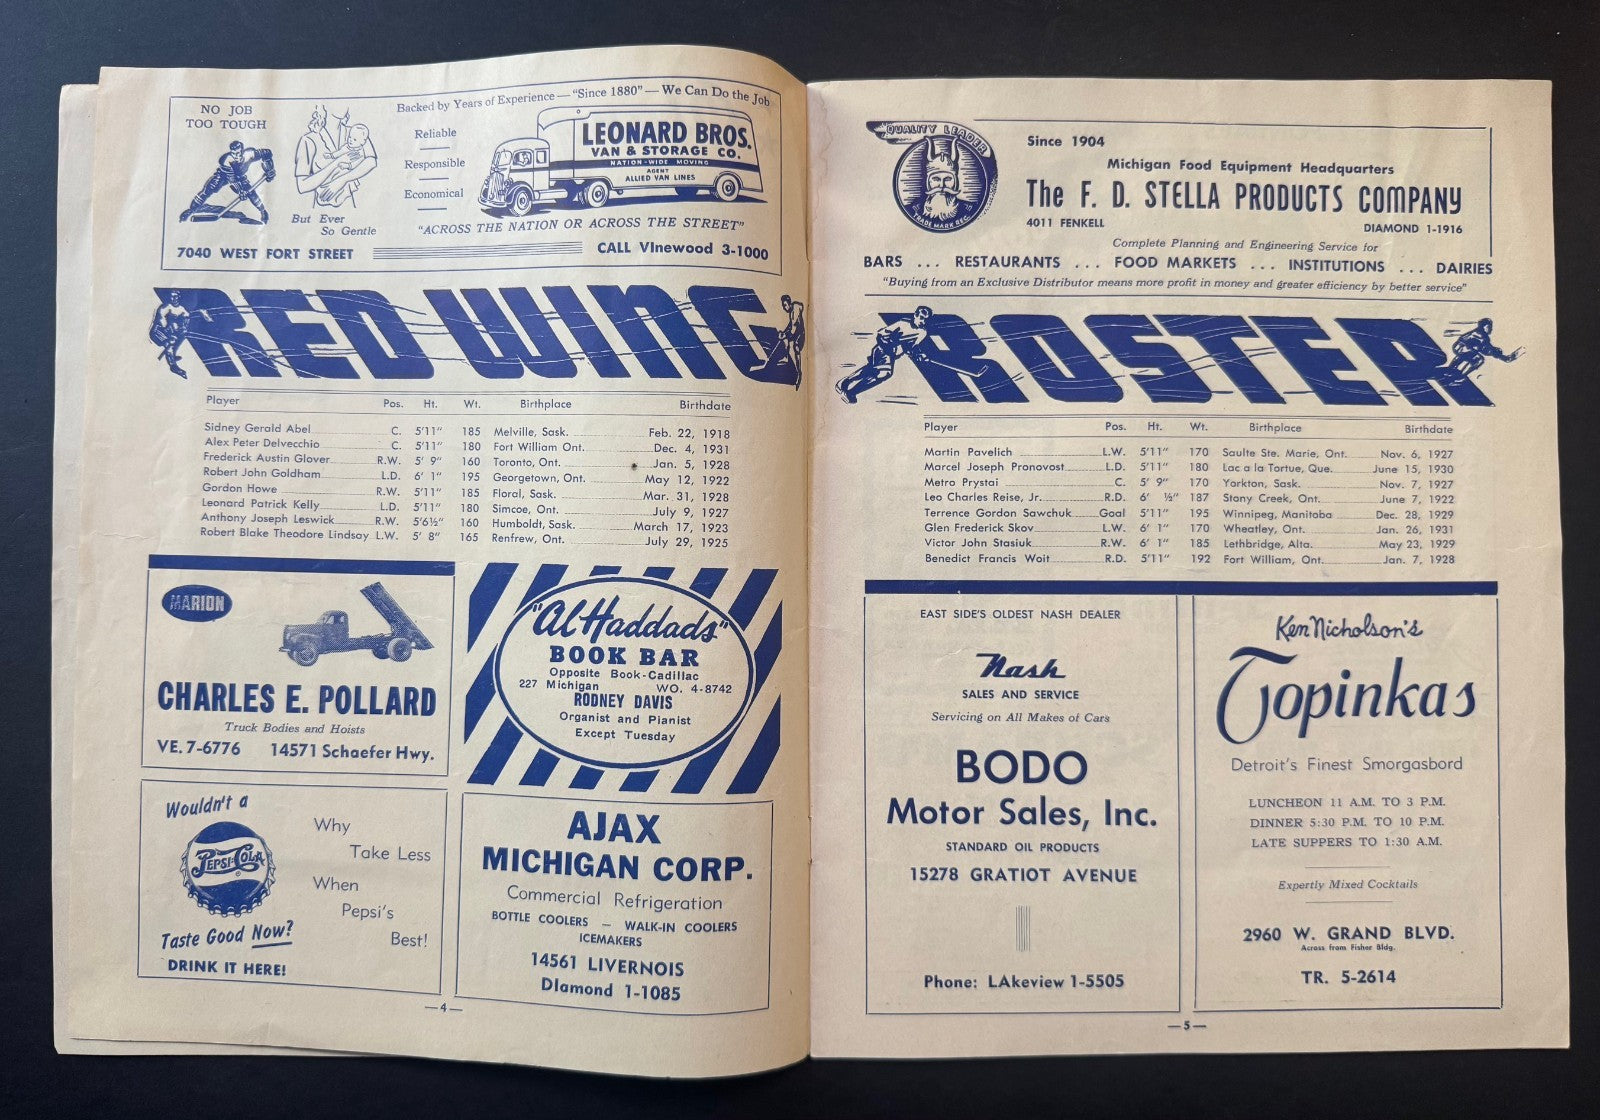 NO JOB
TOO TOUGH
But Ever
So Gentle
Backed by Years of Experience — "Since 1880" — We Can Do the Job
Reliable
Responsible
Economical
LEONARD BROS.
VAN & STORAGE CO.
NATION-WIDE MOVING
AGENT
ALLIED VAN LINES
"ACROSS THE NATION OR ACROSS THE STREET"
7040 WEST FORT STREET CALL VInewood 3-1000
RED WING
Player Pos. Ht. Wt. Birthplace Birthdate
Sidney Gerald Abel C. 5'11" 185 Melville, Sask. Feb. 22, 1918
Alex Peter Delvecchio C. 5'11" 180 Fort William Ont. Dec. 4, 1931
Frederick Austin Glover R.W. 5' 9" 160 Toronto, Ont. Jan. 5, 1928
Robert John Goldham L.D. 6' 1" 195 Georgetown, Ont. May 12, 1922
Gordon Howe R.W. 5'11" 185 Floral, Sask. Mar. 31, 1928
Leonard Patrick Kelly L.D. 5'11" 180 Simcoe, Ont. July 9, 1927
Anthony Joseph Leswick R.W. 5'6½" 160 Humboldt, Sask. March 17, 1923
Robert Blake Theodore Lindsay L.W. 5' 8" 165 Renfrew, Ont. July 29, 1925
MARION
CHARLES E. POLLARD
Truck Bodies and Hoists
VE. 7-6776 14571 Schaefer Hwy.
"Al Haddads"
BOOK BAR
Opposite Book-Cadillac
227 Michigan WO. 4-8742
RODNEY DAVIS
Organist and Pianist
Except Tuesday
Wouldn't a
PEPSI-COLA
Taste Good Now?
DRINK IT HERE!
Why
Take Less
When
Pepsi's
Best!
AJAX
MICHIGAN CORP.
Commercial Refrigeration
BOTTLE COOLERS — WALK-IN COOLERS
ICEMAKERS
14561 LIVERNOIS
DIamond 1-1085
—4—
QUALITY LEADER
TRADE MARK REG.
Since 1904
Michigan Food Equipment Headquarters
The F. D. STELLA PRODUCTS COMPANY
4011 FENKELL DIAMOND 1-1916
Complete Planning and Engineering Service for
BARS ... RESTAURANTS ... FOOD MARKETS ... INSTITUTIONS ... DAIRIES
"Buying from an Exclusive Distributor means more profit in money and greater efficiency by better service"
ROSTER
Player Pos. Ht. Wt. Birthplace Birthdate
Martin Pavelich L.W. 5'11" 170 Saulte Ste. Marie, Ont. Nov. 6, 1927
Marcel Joseph Pronovost L.D. 5'11" 180 Lac a la Tortue, Que. June 15, 1930
Metro Prystai C. 5' 9" 170 Yorkton, Sask. Nov. 7, 1927
Leo Charles Reise, Jr. R.D. 6' ½" 187 Stony Creek, Ont. June 7, 1922
Terrence Gordon Sawchuk Goal 5'11" 195 Winnipeg, Manitoba Dec. 28, 1929
Glen Frederick Skov L.W. 6' 1" 170 Wheatley, Ont. Jan. 26, 1931
Victor John Stasiuk R.W. 6' 1" 185 Lethbridge, Alta. May 23, 1929
Benedict Francis Woit R.D. 5'11" 192 Fort William, Ont. Jan. 7, 1928
EAST SIDE'S OLDEST NASH DEALER
Nash
SALES AND SERVICE
Servicing on All Makes of Cars
BODO
Motor Sales, Inc.
STANDARD OIL PRODUCTS
15278 GRATIOT AVENUE
Phone: LAkeview 1-5505
Ken Nicholson's
Topinkas
Detroit's Finest Smorgasbord
LUNCHEON 11 A.M. TO 3 P.M.
DINNER 5:30 P.M. TO 10 P.M.
LATE SUPPERS TO 1:30 A.M.
Expertly Mixed Cocktails
2960 W. GRAND BLVD.
Across from Fisher Bldg.
TR. 5-2614
—5—